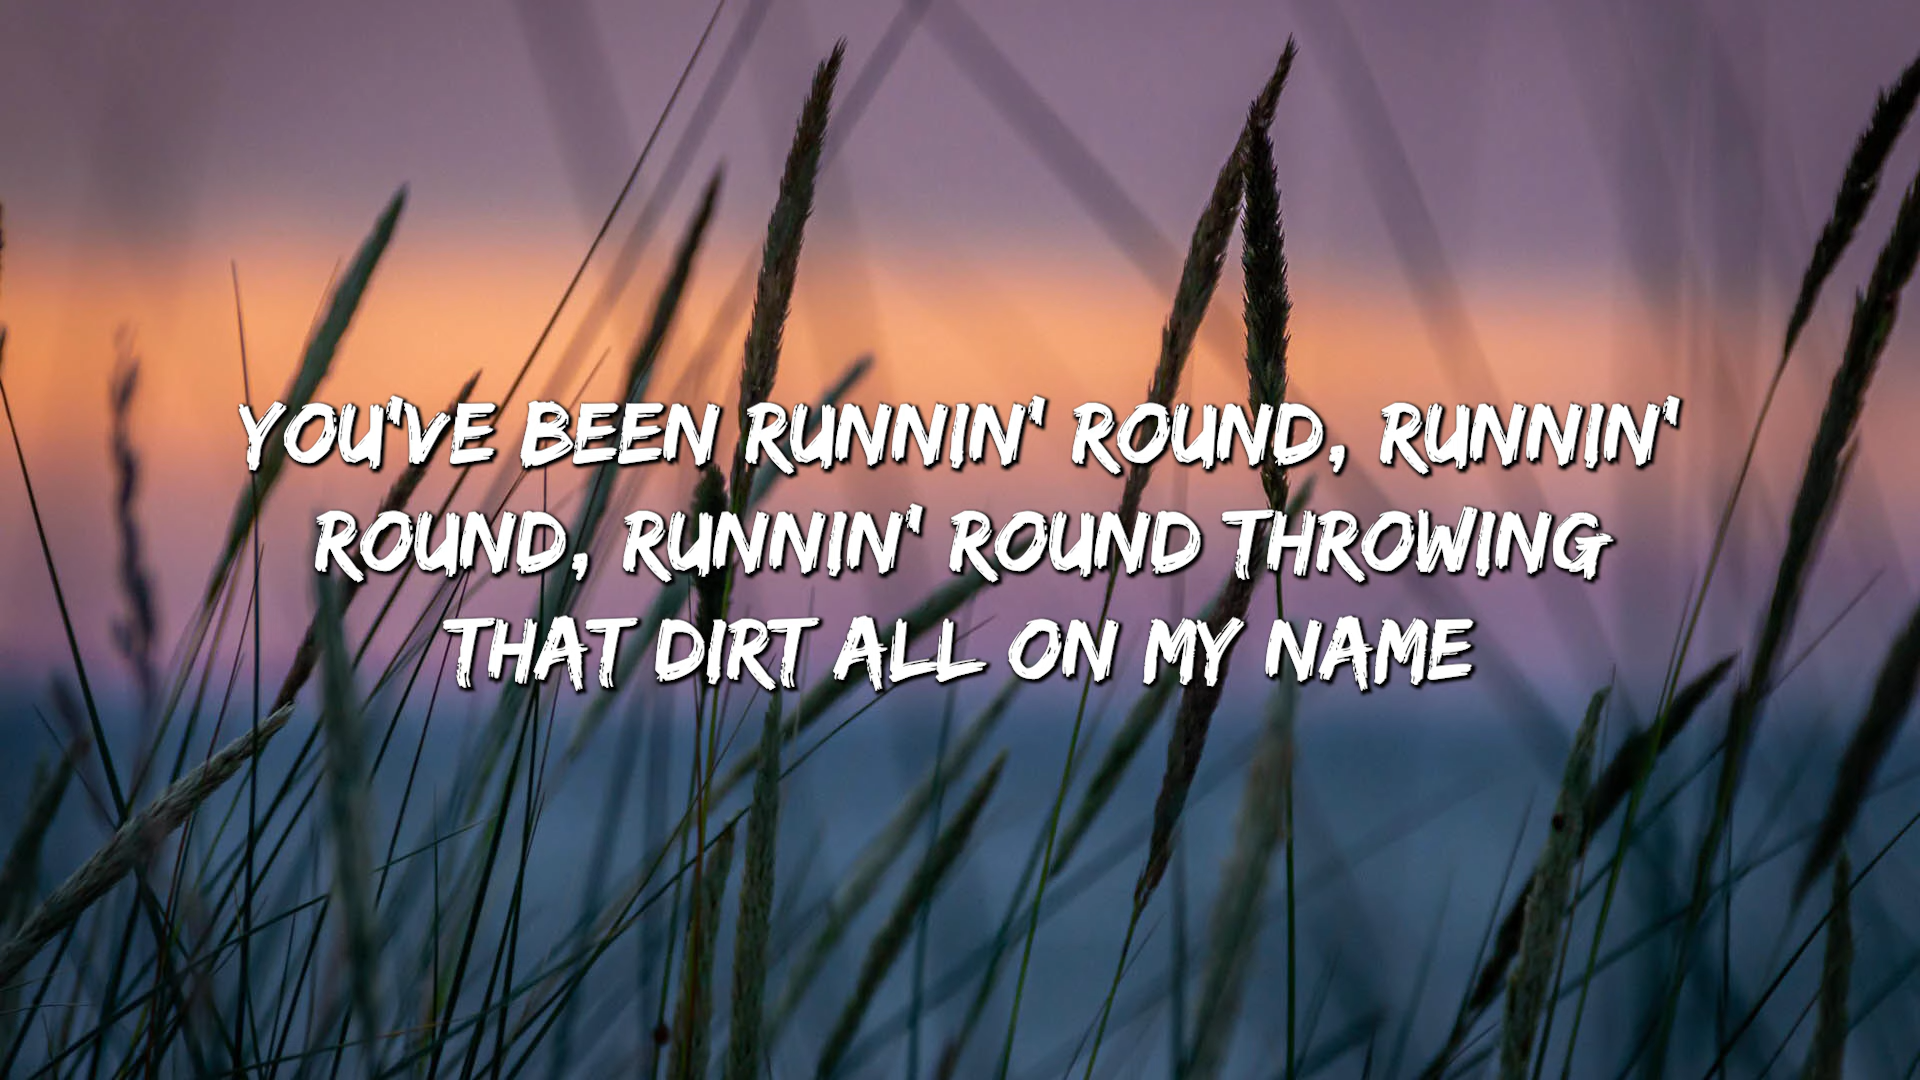 YOU'VE BEEN RUNNIN' ROUND, RUNNIN'
ROUND, RUNNIN' ROUND THROWING
THAT DIRT ALL ON MY NAME